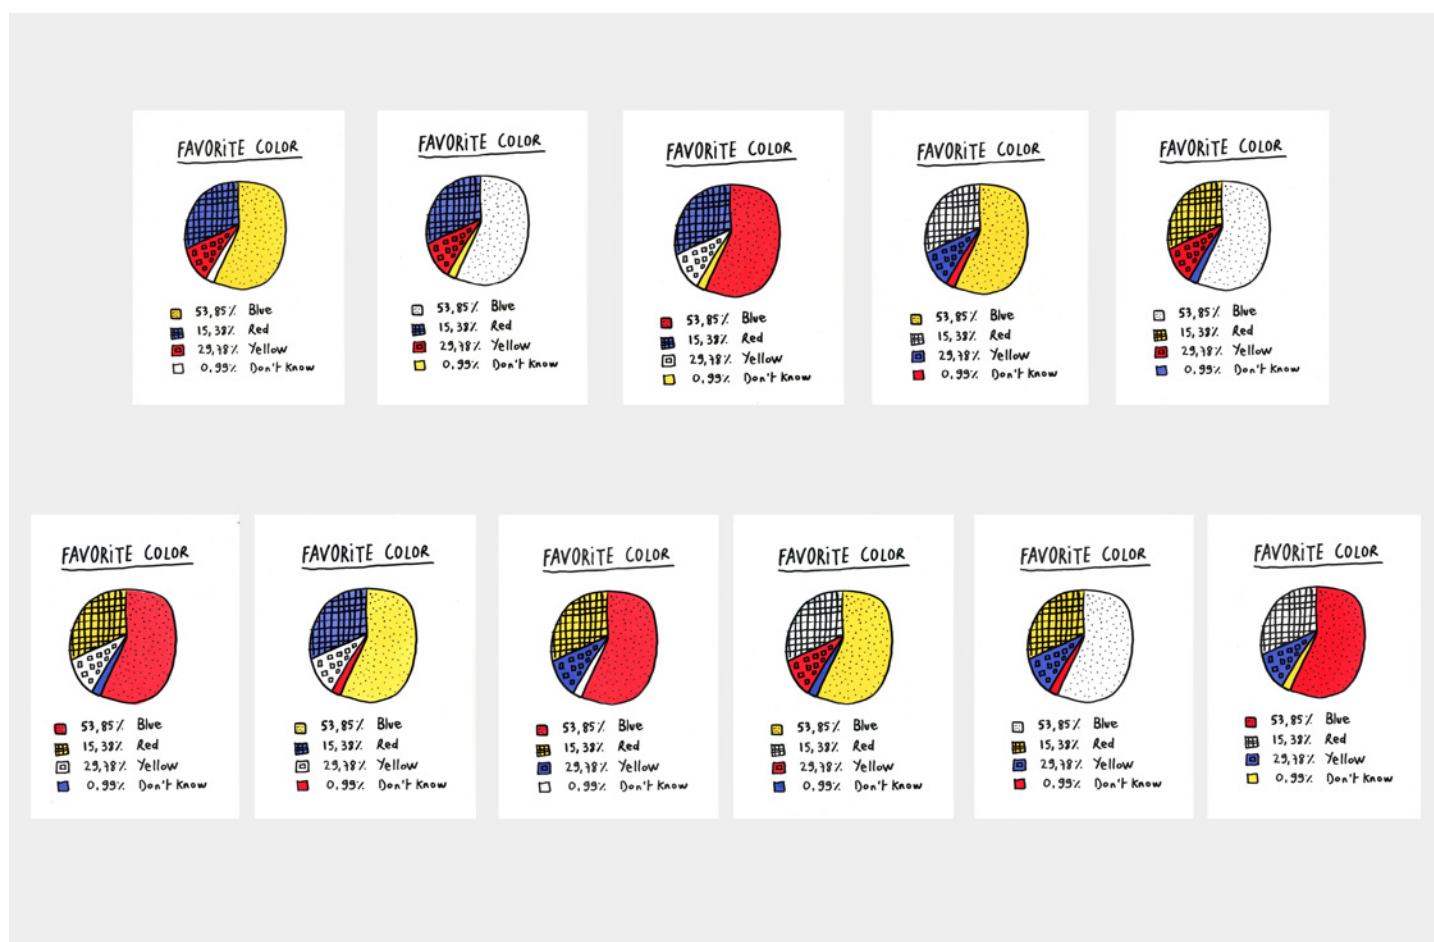 FAVORiTE COLOR
53,85% Blue
15,38% Red
29,78% Yellow
0,99% Don't Know
FAVORiTE COLOR
53,85% Blue
15,38% Red
29,78% Yellow
0,99% Don't Know
FAVORiTE COLOR
53,85% Blue
15,38% Red
29,78% Yellow
0,99% Don't Know
FAVORiTE COLOR
53,85% Blue
15,38% Red
29,78% Yellow
0,99% Don't Know
FAVORiTE COLOR
53,85% Blue
15,38% Red
29,78% Yellow
0,99% Don't Know
FAVORiTE COLOR
53,85% Blue
15,38% Red
29,78% Yellow
0,99% Don't Know
FAVORiTE COLOR
53,85% Blue
15,38% Red
29,78% Yellow
0,99% Don't Know
FAVORiTE COLOR
53,85% Blue
15,38% Red
29,78% Yellow
0,99% Don't Know
FAVORiTE COLOR
53,85% Blue
15,38% Red
29,78% Yellow
0,99% Don't Know
FAVORiTE COLOR
53,85% Blue
15,38% Red
29,78% Yellow
0,99% Don't Know
FAVORiTE COLOR
53,85% Blue
15,38% Red
29,78% Yellow
0,99% Don't Know